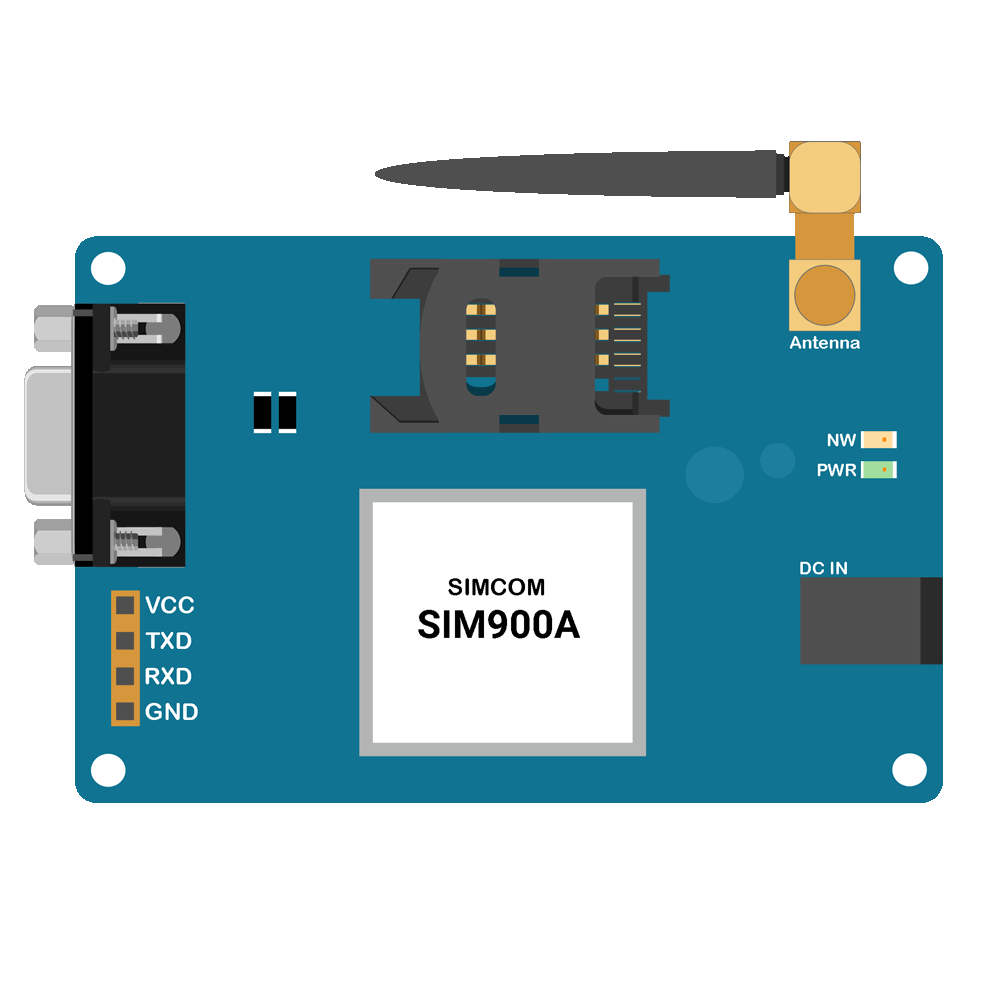 Antenna
NW
PWR
DC IN
SIMCOM
SIM900A
VCC
TXD
RXD
GND